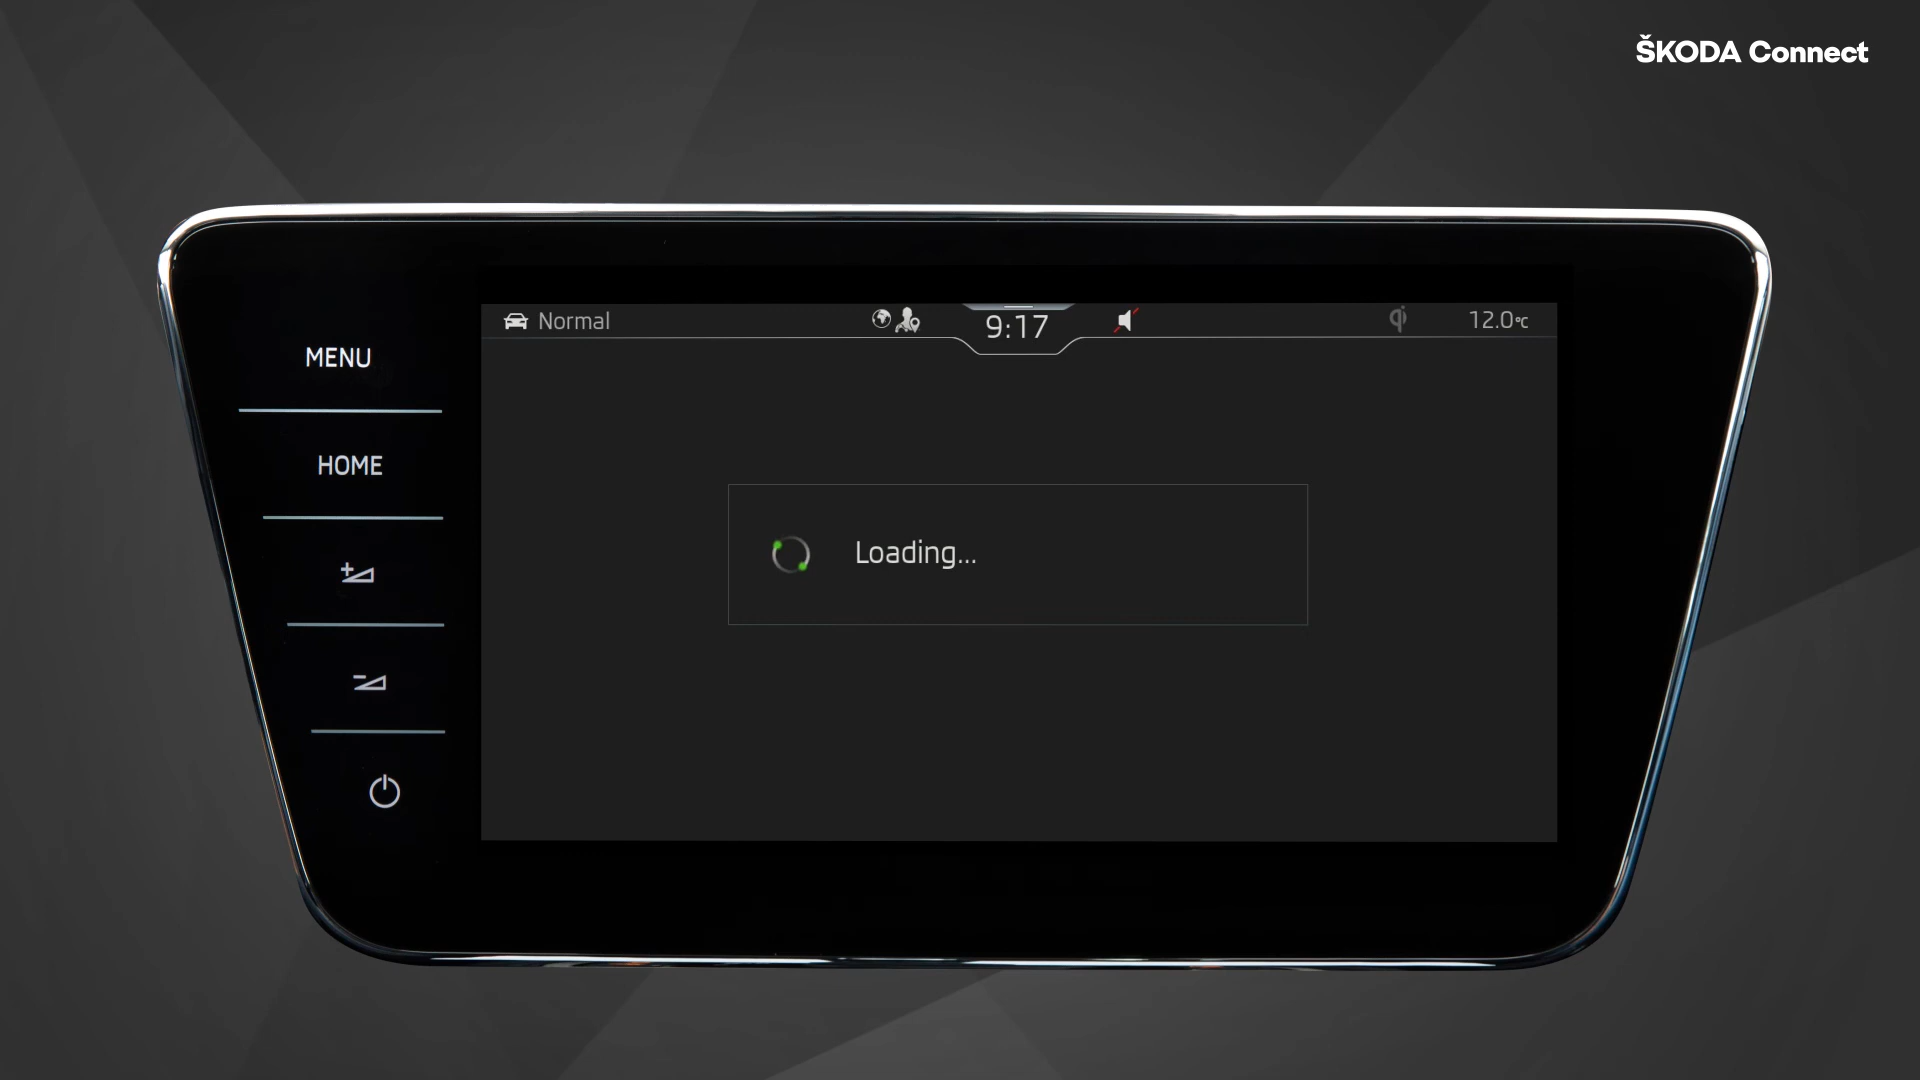 ŠKODA Connect
Normal
9:17
12.0°C
MENU
HOME
Loading...